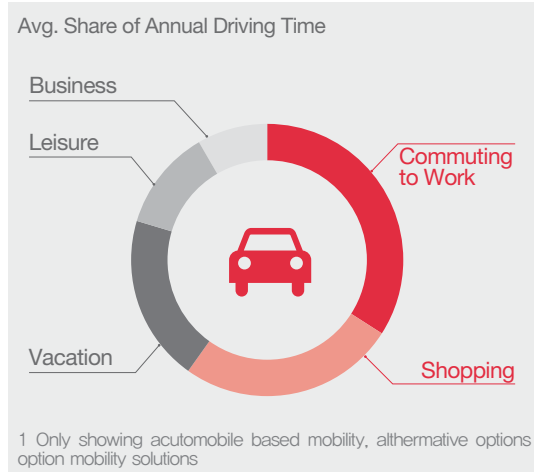 Avg. Share of Annual Driving Time
Business
Leisure
Commuting
to Work
Vacation
Shopping
1 Only showing acutomobile based mobility, althermative options
option mobility solutions